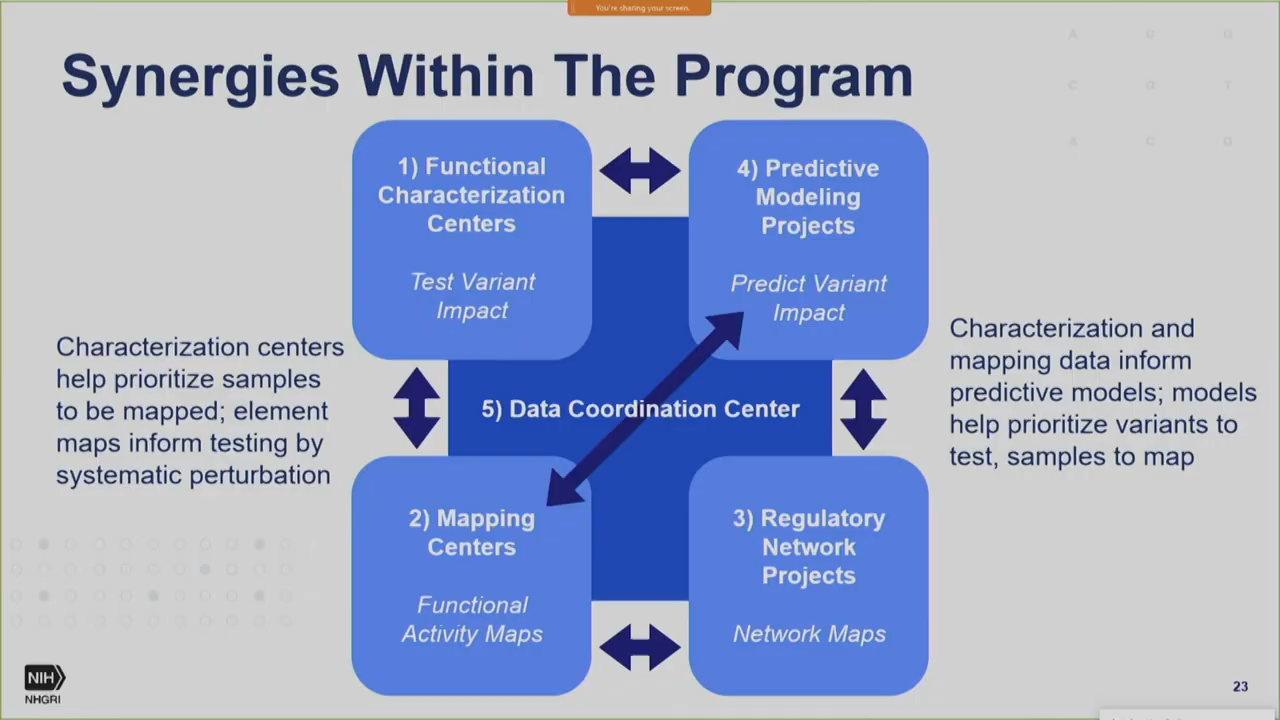 You're sharing your screen.
Synergies Within The Program
1) Functional
Characterization
Centers
Test Variant
Impact
4) Predictive
Modeling
Projects
Predict Variant
Impact
Characterization centers
help prioritize samples
to be mapped; element
maps inform testing by
systematic perturbation
5) Data Coordination Center
Characterization and
mapping data inform
predictive models; models
help prioritize variants to
test, samples to map
2) Mapping
Centers
Functional
Activity Maps
3) Regulatory
Network
Projects
Network Maps
NIH
NHGRI
23